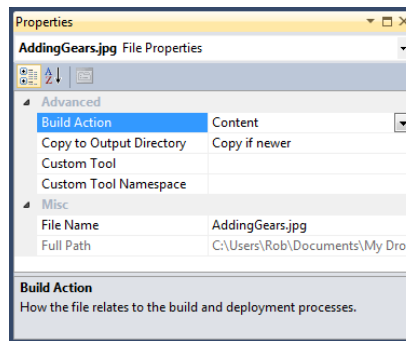 Properties
AddingGears.jpg File Properties
Advanced
Build Action Content
Copy to Output Directory Copy if newer
Custom Tool
Custom Tool Namespace
Misc
File Name AddingGears.jpg
Full Path C:\Users\Rob\Documents\My Dro
Build Action
How the file relates to the build and deployment processes.